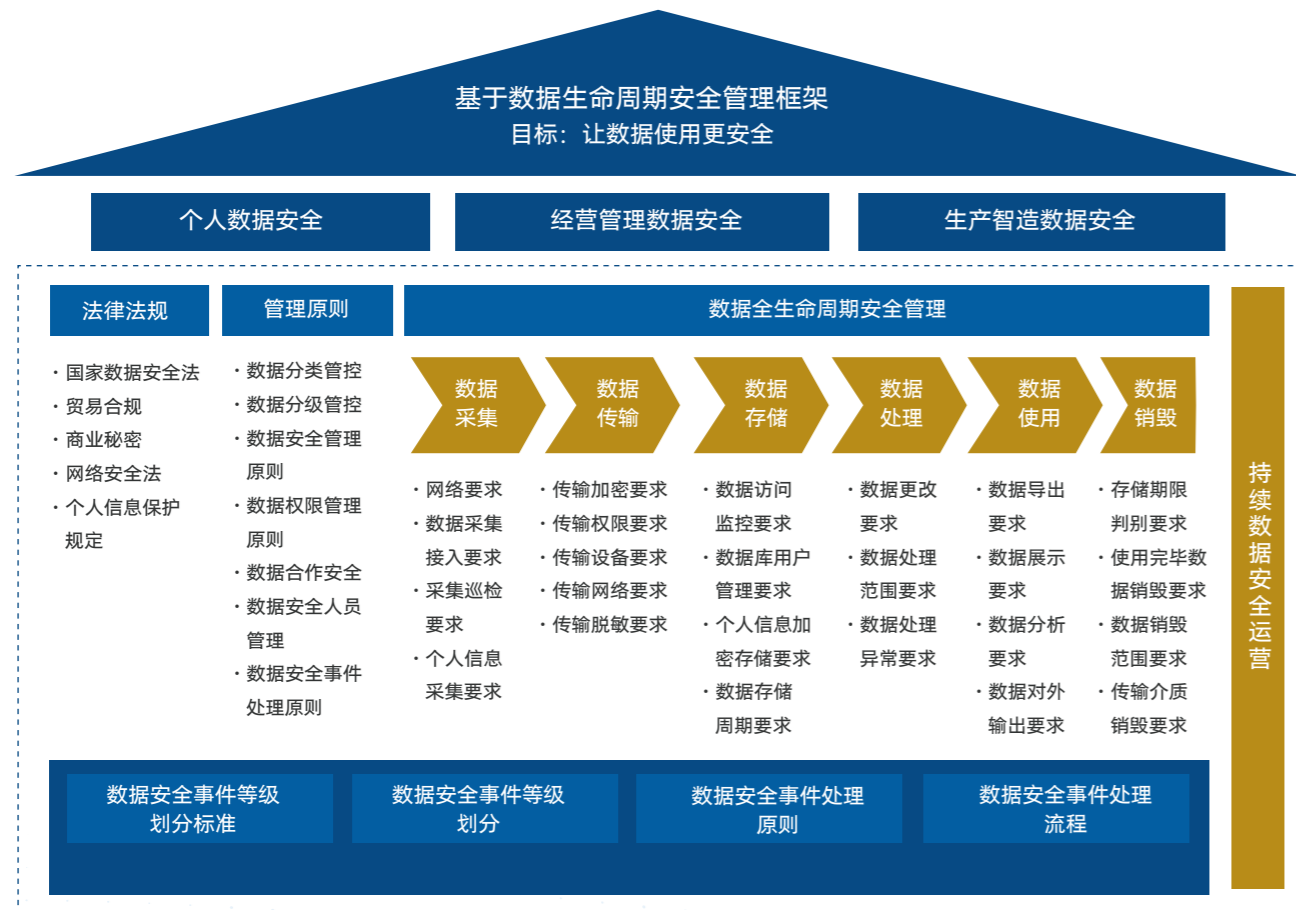 基于数据生命周期安全管理框架
目标：让数据使用更安全
个人数据安全
经营管理数据安全
生产智造数据安全
法律法规
· 国家数据安全法
· 贸易合规
· 商业秘密
· 网络安全法
· 个人信息保护
规定
管理原则
· 数据分类管控
· 数据分级管控
· 数据安全管理
原则
· 数据权限管理
原则
· 数据合作安全
· 数据安全人员
管理
· 数据安全事件
处理原则
数据全生命周期安全管理
数据
采集
· 网络要求
· 数据采集
接入要求
· 采集巡检
要求
· 个人信息
采集要求
数据
传输
· 传输加密要求
· 传输权限要求
· 传输设备要求
· 传输网络要求
· 传输脱敏要求
数据
存储
· 数据访问
监控要求
· 数据库用户
管理要求
· 个人信息加
密存储要求
· 数据存储
周期要求
数据
处理
· 数据更改
要求
· 数据处理
范围要求
· 数据处理
异常要求
数据
使用
· 数据导出
要求
· 数据展示
要求
· 数据分析
要求
· 数据对外
输出要求
数据
销毁
· 存储期限
判别要求
· 使用完毕数
据销毁要求
· 数据销毁
范围要求
· 传输介质
销毁要求
持续数据安全运营
数据安全事件等级
划分标准
数据安全事件等级
划分
数据安全事件处理
原则
数据安全事件处理
流程